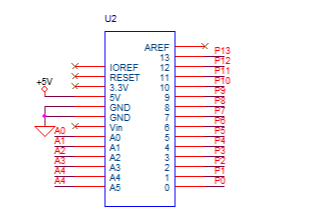 U2
AREF
13 P13
IOREF 12 P12
RESET 11 P11
3.3V 10 P10
+5V 5V 9 P9
GND 8 P8
GND 7 P7
Vin 6 P6
A0 A0 5 P5
A1 A1 4 P4
A2 A2 3 P3
A3 A3 2 P2
A4 A4 1 P1
A4 A5 0 P0